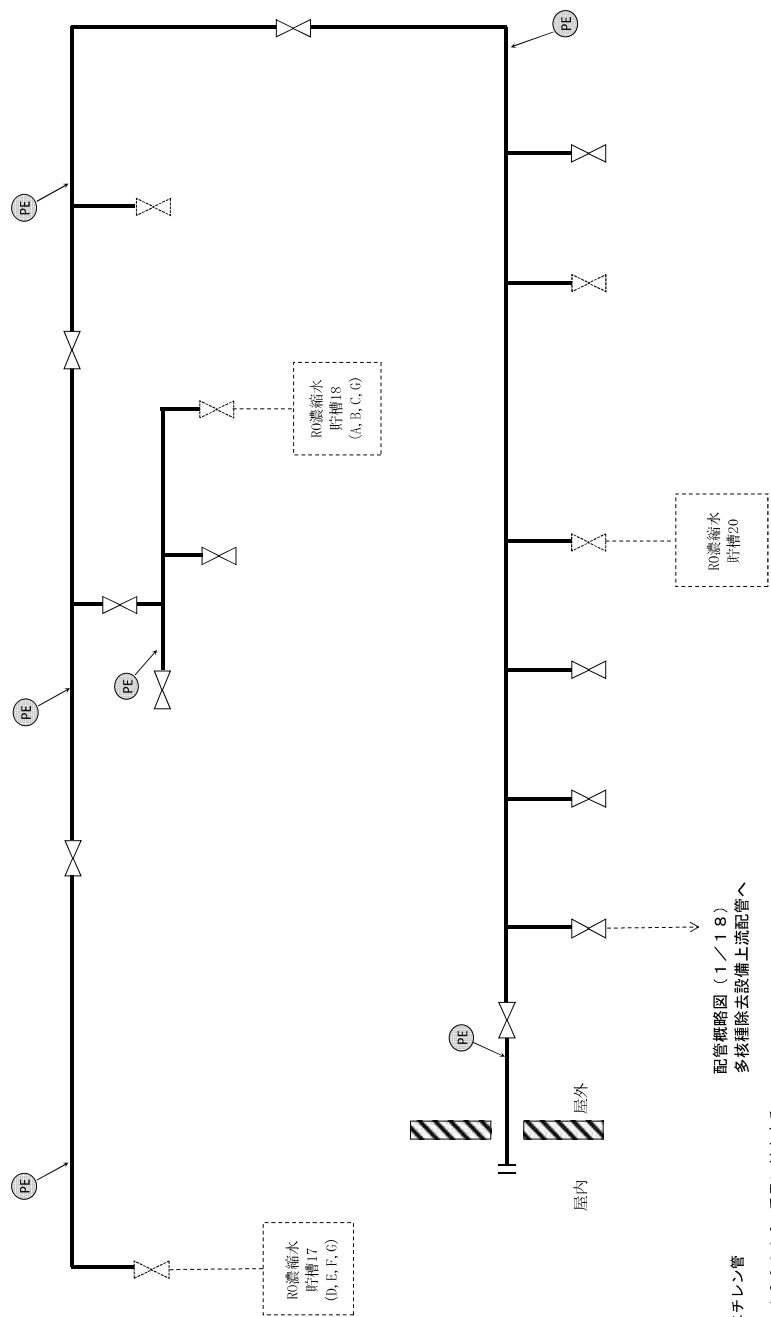 PE
PE
PE
PE
PE
PE
RO濃縮水
貯槽17
(D, E, F, G)
RO濃縮水
貯槽18
(A, B, C, G)
RO濃縮水
貯槽20
屋内
屋外
配管概略図（１／１８）
多核種除去設備上流配管へ
チレン管